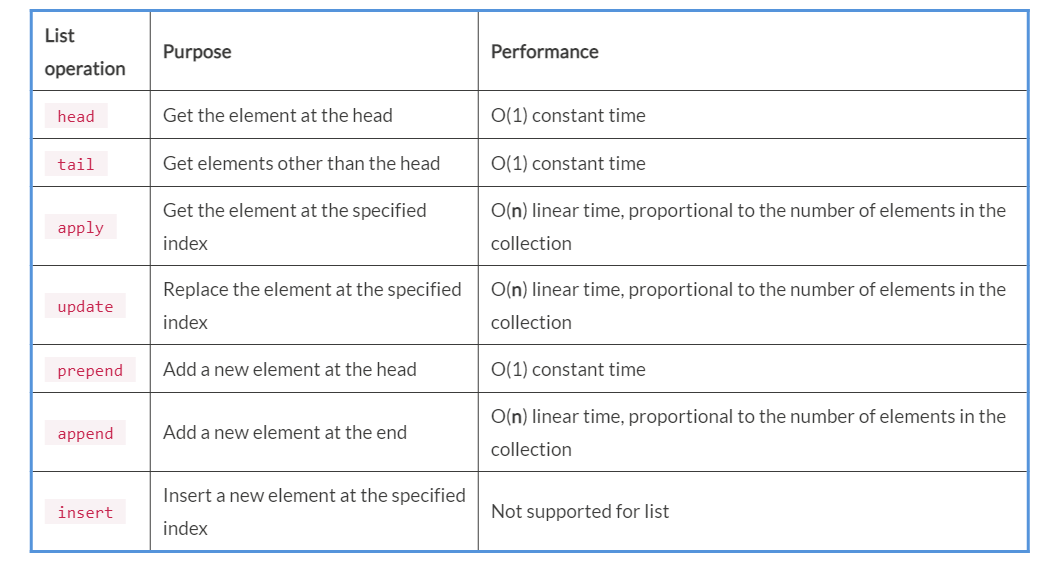 List
operation
Purpose
Performance
head
Get the element at the head
O(1) constant time
tail
Get elements other than the head
O(1) constant time
apply
Get the element at the specified
index
O(n) linear time, proportional to the number of elements in the
collection
update
Replace the element at the specified
index
O(n) linear time, proportional to the number of elements in the
collection
prepend
Add a new element at the head
O(1) constant time
append
Add a new element at the end
O(n) linear time, proportional to the number of elements in the
collection
insert
Insert a new element at the specified
index
Not supported for list